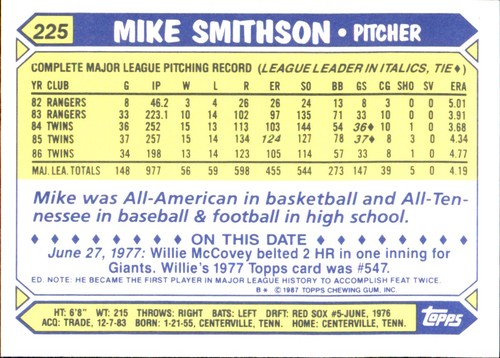 225 MIKE SMITHSON • PITCHER
COMPLETE MAJOR LEAGUE PITCHING RECORD (LEAGUE LEADER IN ITALICS, TIE♦)
YR CLUB G IP W L R ER SO BB GS CG SHO SV ERA
82 RANGERS 8 46.2 3 4 26 26 24 13 8 3 0 0 5.01
83 RANGERS 33 223.1 10 14 102 97 135 71 33 10 0 0 3.91
84 TWINS 36 252 15 13 113 103 144 54 36♦ 10 1 0 3.68
85 TWINS 37 257 15 14 134 124 127 78 37♦ 8 3 0 4.34
86 TWINS 34 198 13 14 123 105 114 57 33 8 1 0 4.77
MAJ. LEA. TOTALS 148 977 56 59 598 455 544 273 147 39 5 0 4.19
Mike was All-American in basketball and All-Ten-
nessee in baseball & football in high school.
♦ ♦ ♦ ♦ ♦ ♦ ♦ ON THIS DATE ♦ ♦ ♦ ♦ ♦ ♦ ♦
June 27, 1977: Willie McCovey belted 2 HR in one inning for
Giants. Willie's 1977 Topps card was #547.
ED. NOTE: HE BECAME THE FIRST PLAYER IN MAJOR LEAGUE HISTORY TO ACCOMPLISH FEAT TWICE.
B* © 1987 TOPPS CHEWING GUM, INC.
HT: 6'8" WT: 215 THROWS: RIGHT BATS: LEFT DRFT: RED SOX #5-JUNE, 1976
ACQ: TRADE, 12-7-83 BORN: 1-21-55, CENTERVILLE, TENN. HOME: CENTERVILLE, TENN.
TOPPS